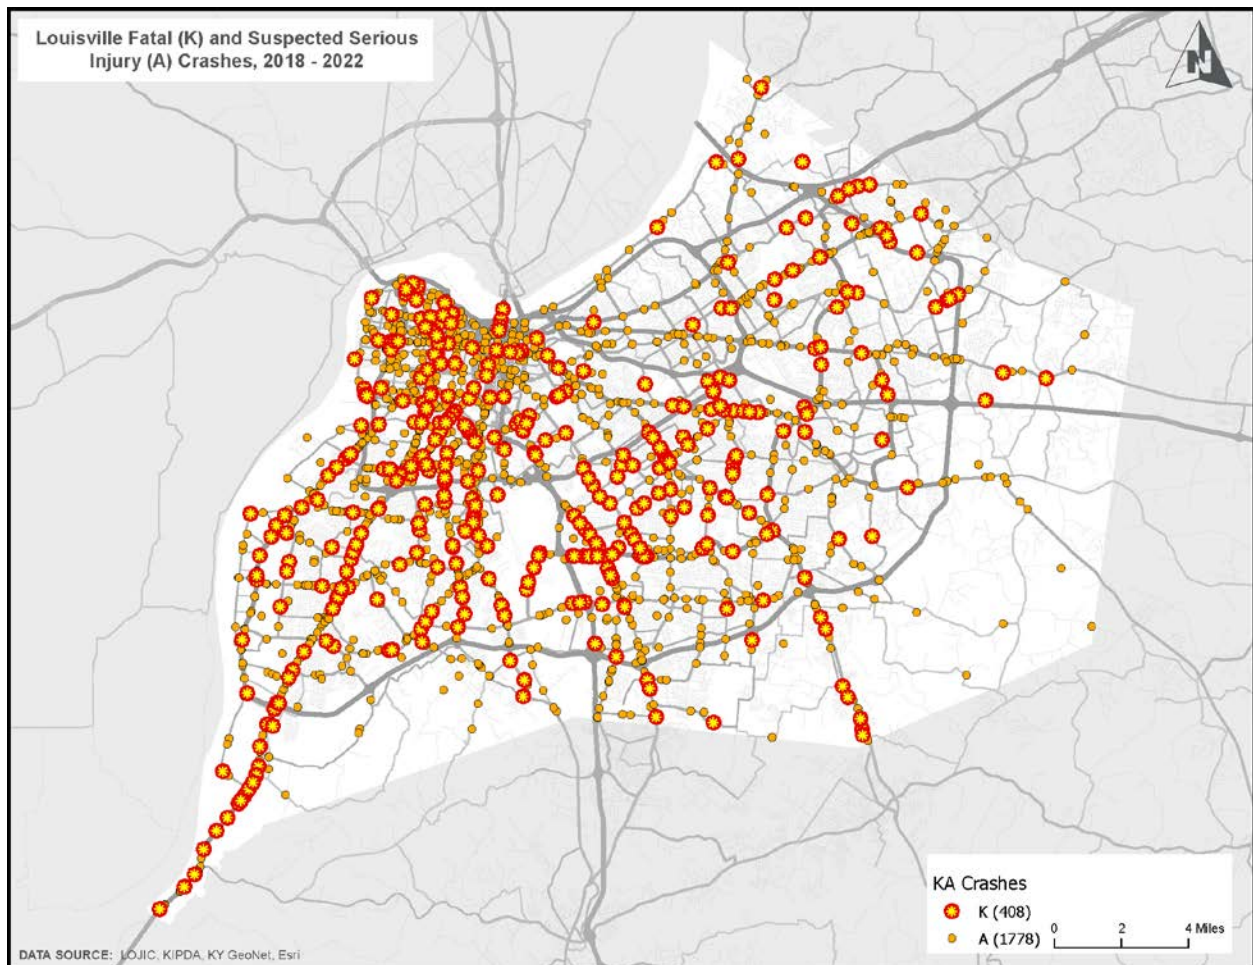 Louisville Fatal (K) and Suspected Serious
Injury (A) Crashes, 2018 - 2022
N
KA Crashes
K (408)
A (1778)
0 2 4 Miles
DATA SOURCE: LOJIC, KIPDA, KY GeoNet, Esri